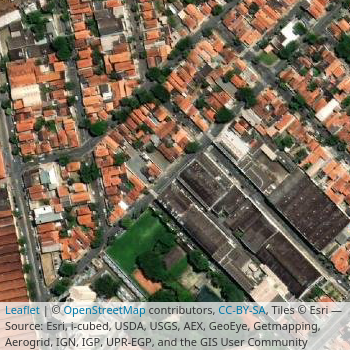 Leaflet | © OpenStreetMap contributors, CC-BY-SA, Tiles © Esri —
Source: Esri, i-cubed, USDA, USGS, AEX, GeoEye, Getmapping,
Aerogrid, IGN, IGP, UPR-EGP, and the GIS User Community